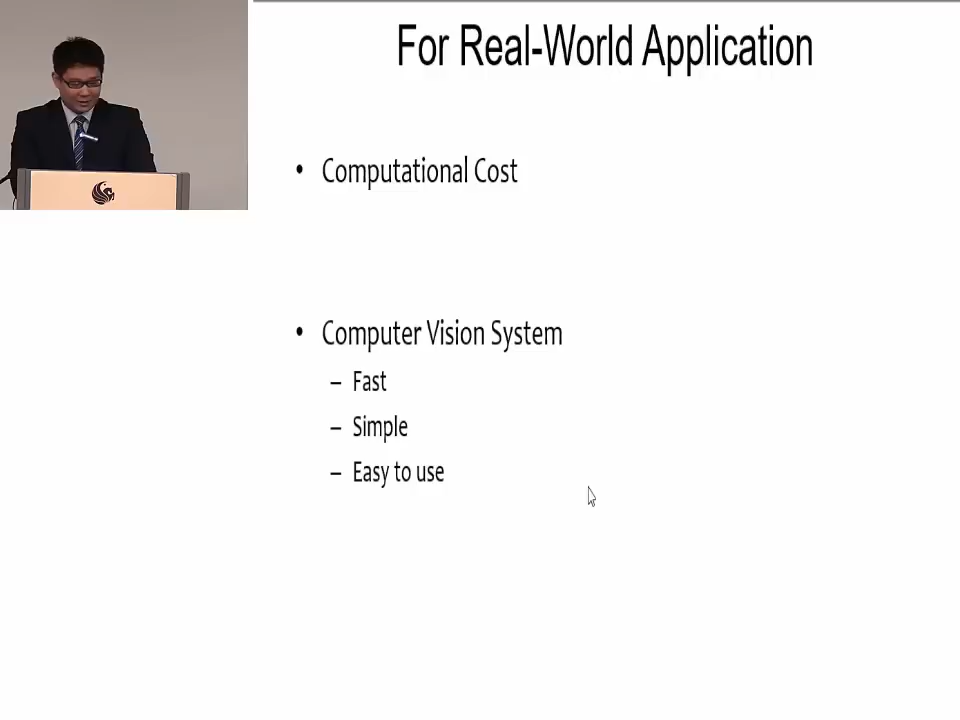 For Real-World Application
• Computational Cost
• Computer Vision System
– Fast
– Simple
– Easy to use